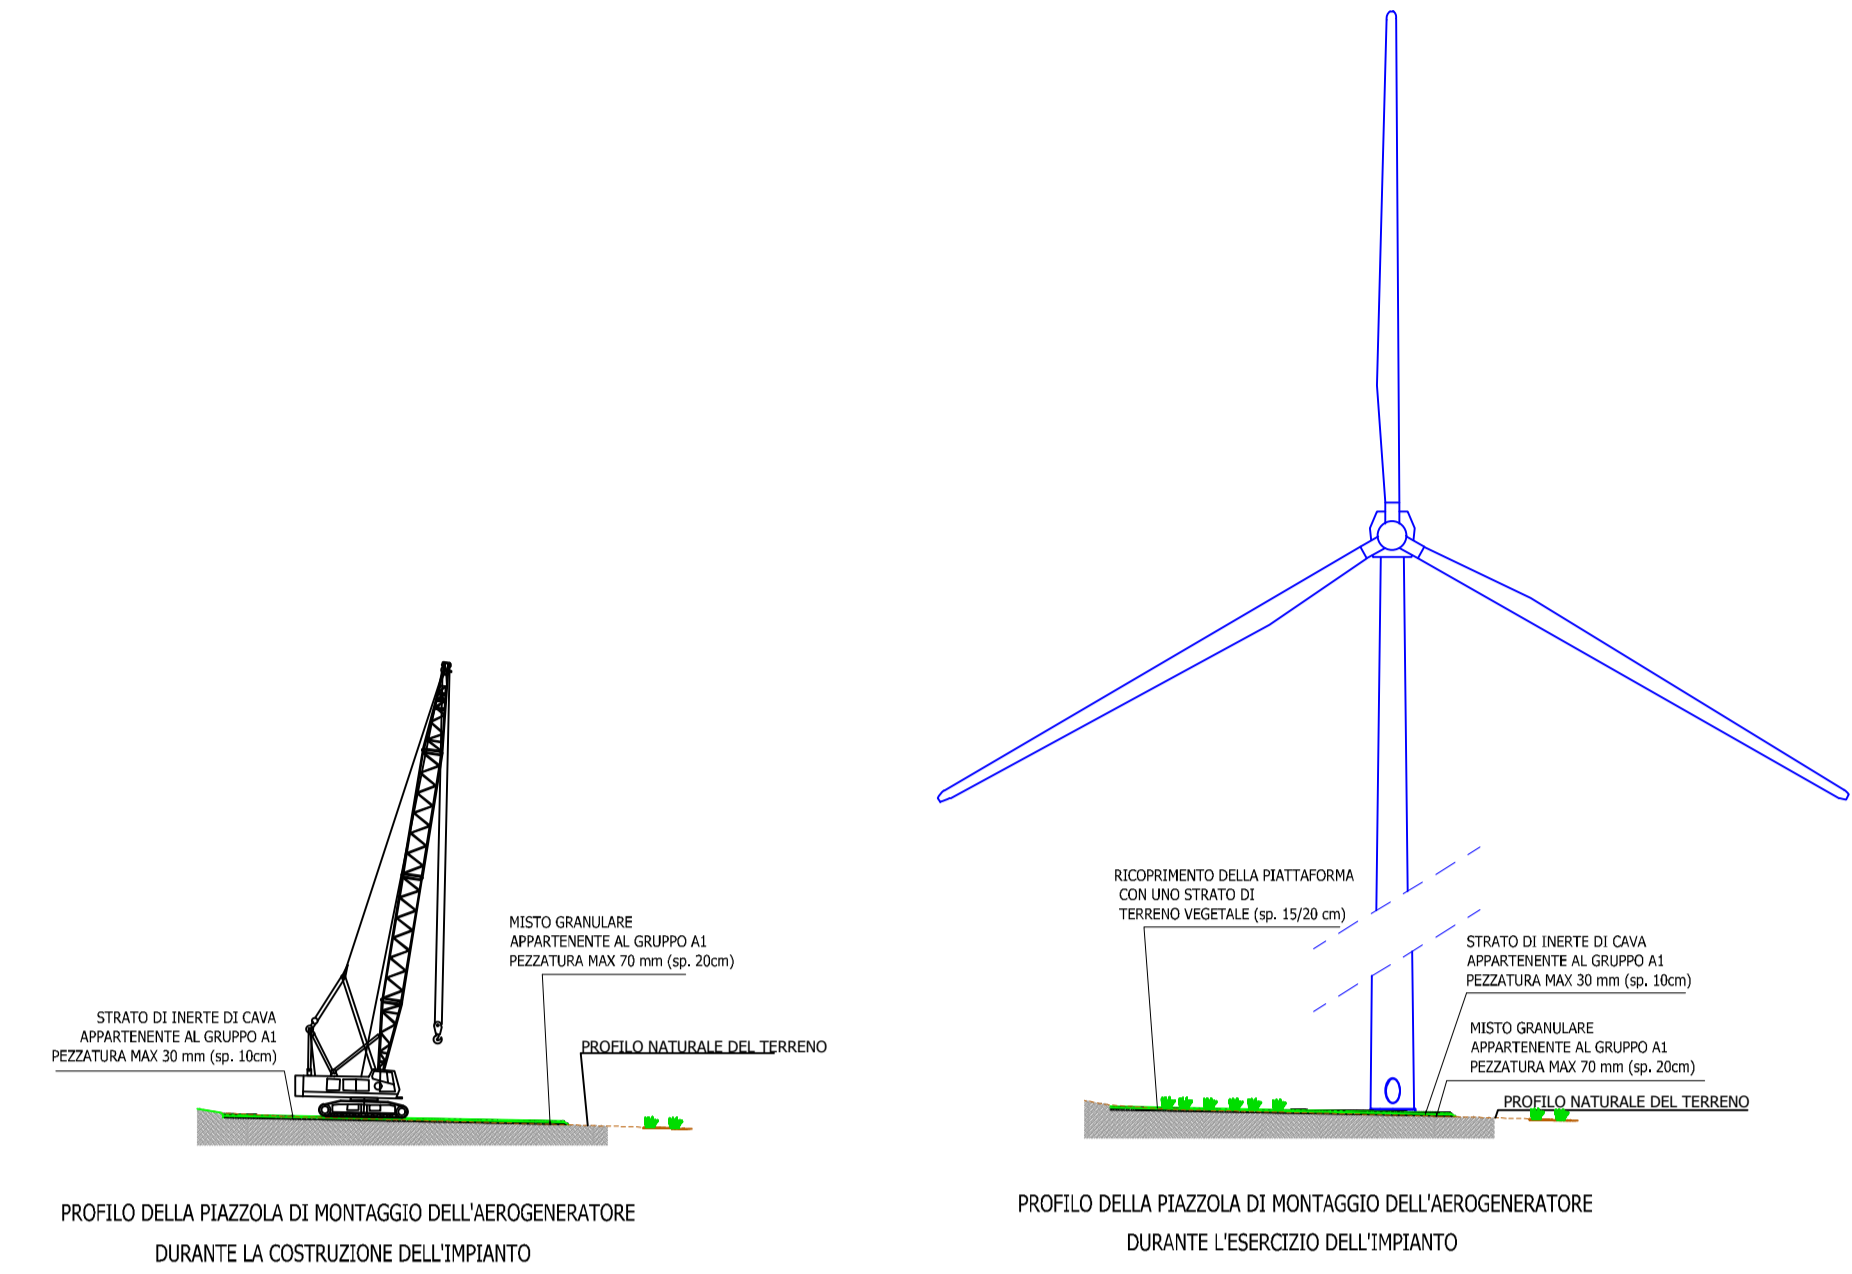 MISTO GRANULARE
APPARTENENTE AL GRUPPO A1
PEZZATURA MAX 70 mm (sp. 20cm)
STRATO DI INERTE DI CAVA
APPARTENENTE AL GRUPPO A1
PEZZATURA MAX 30 mm (sp. 10cm)
PROFILO NATURALE DEL TERRENO
PROFILO DELLA PIAZZOLA DI MONTAGGIO DELL'AEROGENERATORE
DURANTE LA COSTRUZIONE DELL'IMPIANTO
RICOPRIMENTO DELLA PIATTAFORMA
CON UNO STRATO DI
TERRENO VEGETALE (sp. 15/20 cm)
STRATO DI INERTE DI CAVA
APPARTENENTE AL GRUPPO A1
PEZZATURA MAX 30 mm (sp. 10cm)
MISTO GRANULARE
APPARTENENTE AL GRUPPO A1
PEZZATURA MAX 70 mm (sp. 20cm)
PROFILO NATURALE DEL TERRENO
PROFILO DELLA PIAZZOLA DI MONTAGGIO DELL'AEROGENERATORE
DURANTE L'ESERCIZIO DELL'IMPIANTO